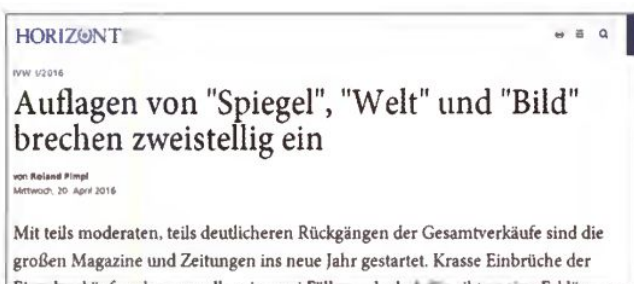 HORIZONT
IVW I/2016
Auflagen von "Spiegel", "Welt" und "Bild"
brechen zweistellig ein
von Roland Pimpl
Mittwoch, 20. April 2016
Mit teils moderaten, teils deutlicheren Rückgängen der Gesamtverkäufe sind die
großen Magazine und Zeitungen ins neue Jahr gestartet. Krasse Einbrüche der